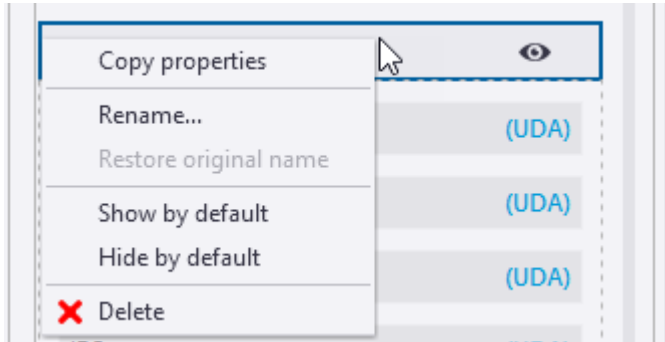 Copy properties
Rename...
(UDA)
Restore original name
Show by default
(UDA)
Hide by default
(UDA)
Delete